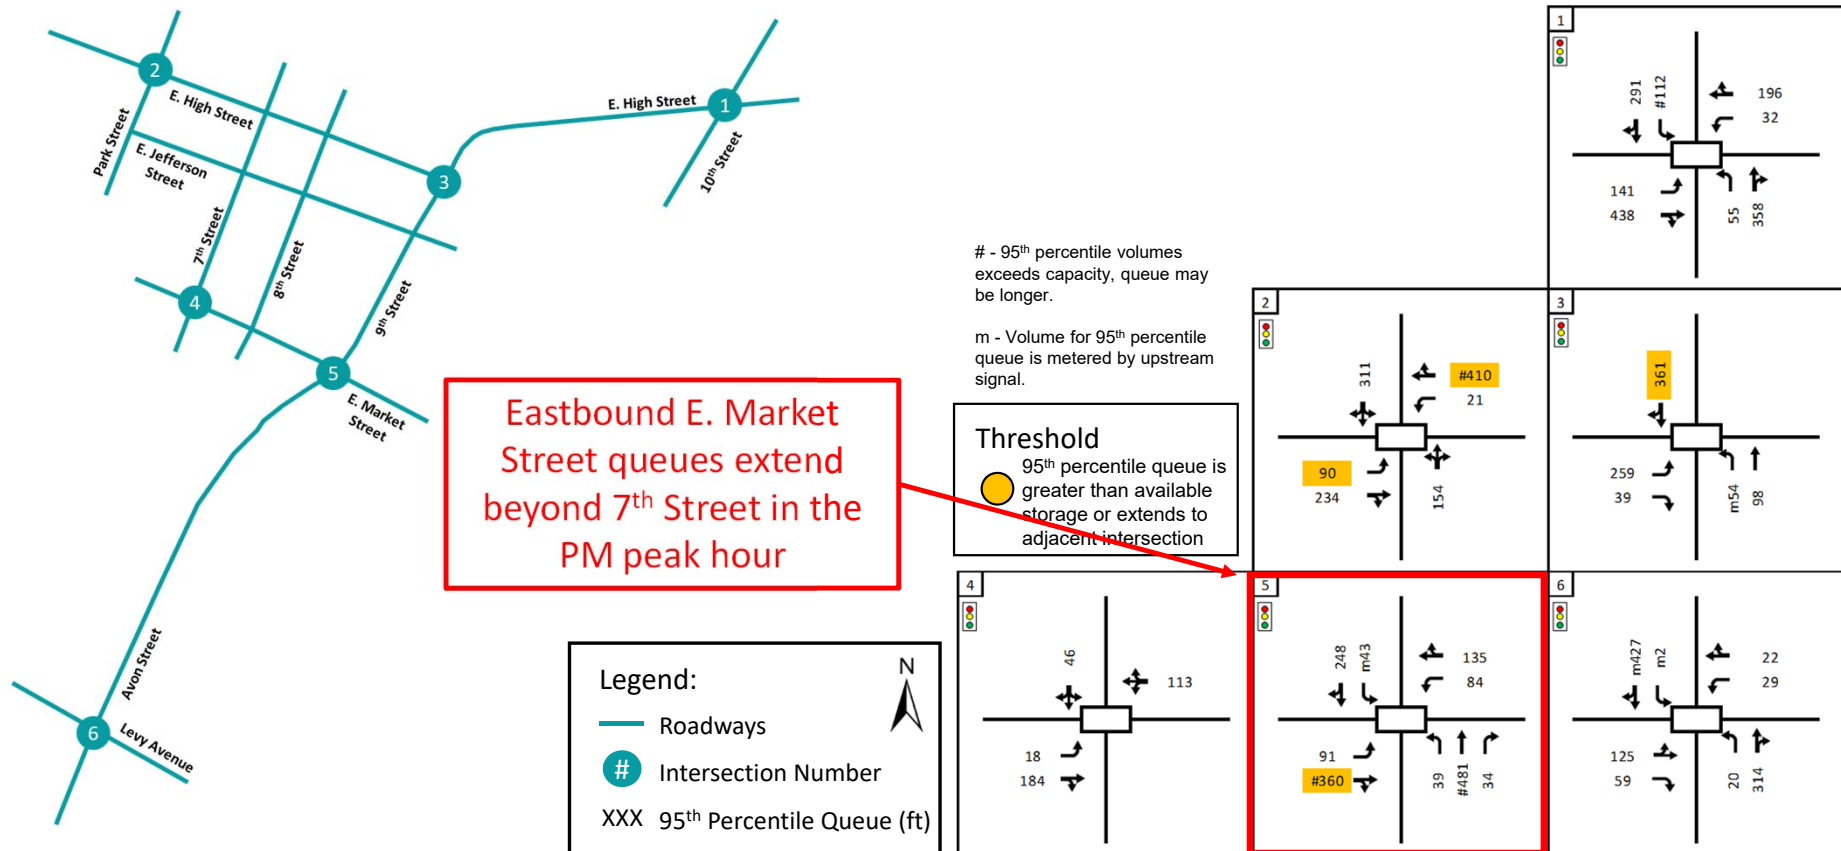 2
E. High Street
Park Street
E. Jefferson
Street
7th Street
8th Street
E. High Street
1
10th Street
3
9th Street
4
5
E. Market
Street
Avon Street
6
Levy Avenue
Eastbound E. Market
Street queues extend
beyond 7th Street in the
PM peak hour
# - 95th percentile volumes
exceeds capacity, queue may
be longer.
m - Volume for 95th percentile
queue is metered by upstream
signal.
Threshold
95th percentile queue is
greater than available
storage or extends to
adjacent intersection
Legend:
N
Roadways
# Intersection Number
XXX 95th Percentile Queue (ft)
1
291
#112
196
32
141
438
55
358
2
311
#410
21
90
234
154
3
361
259
39
m54
98
4
46
113
18
184
5
248
m43
135
84
91
#360
39
#481
34
6
m427
m2
22
29
125
59
20
314